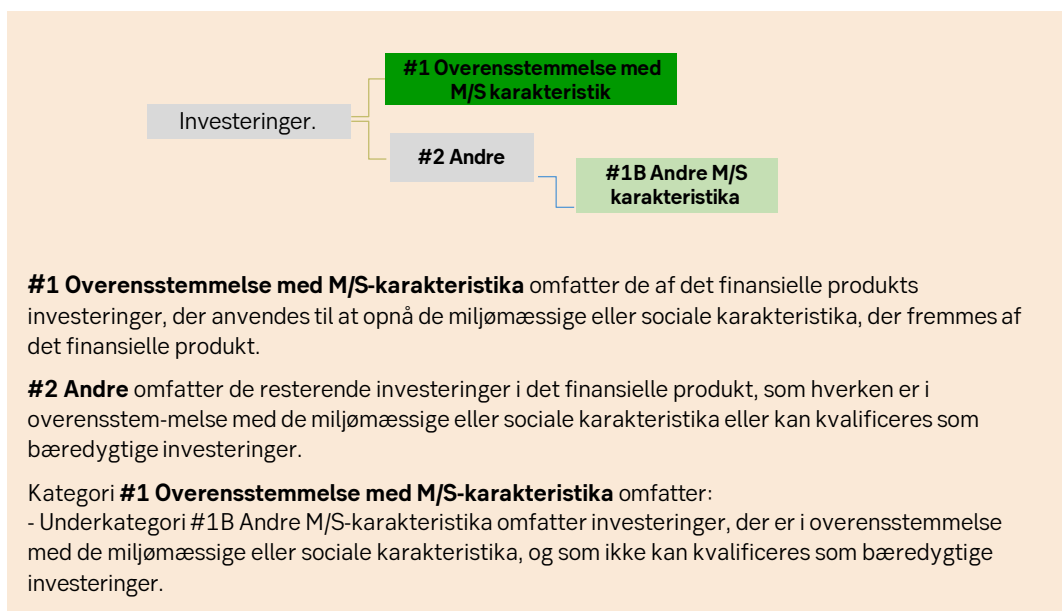 #1 Overensstemmelse med
M/S karakteristik
Investeringer.
#2 Andre
#1B Andre M/S
karakteristika
#1 Overensstemmelse med M/S-karakteristika omfatter de af det finansielle produkts
investeringer, der anvendes til at opnå de miljømæssige eller sociale karakteristika, der fremmes af
det finansielle produkt.
#2 Andre omfatter de resterende investeringer i det finansielle produkt, som hverken er i
overensstem-melse med de miljømæssige eller sociale karakteristika eller kan kvalificeres som
bæredygtige investeringer.
Kategori #1 Overensstemmelse med M/S-karakteristika omfatter:
- Underkategori #1B Andre M/S-karakteristika omfatter investeringer, der er i overensstemmelse
med de miljømæssige eller sociale karakteristika, og som ikke kan kvalificeres som bæredygtige
investeringer.